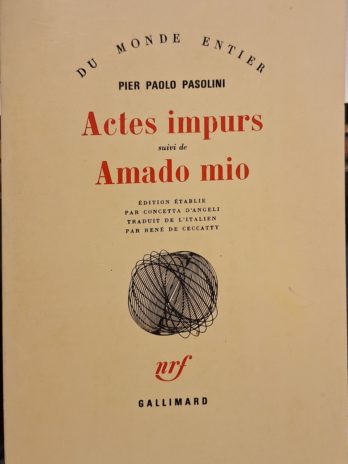 DU MONDE ENTIER
PIER PAOLO PASOLINI
Actes impurs
suivi de
Amado mio
ÉDITION ÉTABLIE
PAR CONCETTA D'ANGELI
TRADUIT DE L'ITALIEN
PAR RENÉ DE CECCATTY
nrf
GALLIMARD